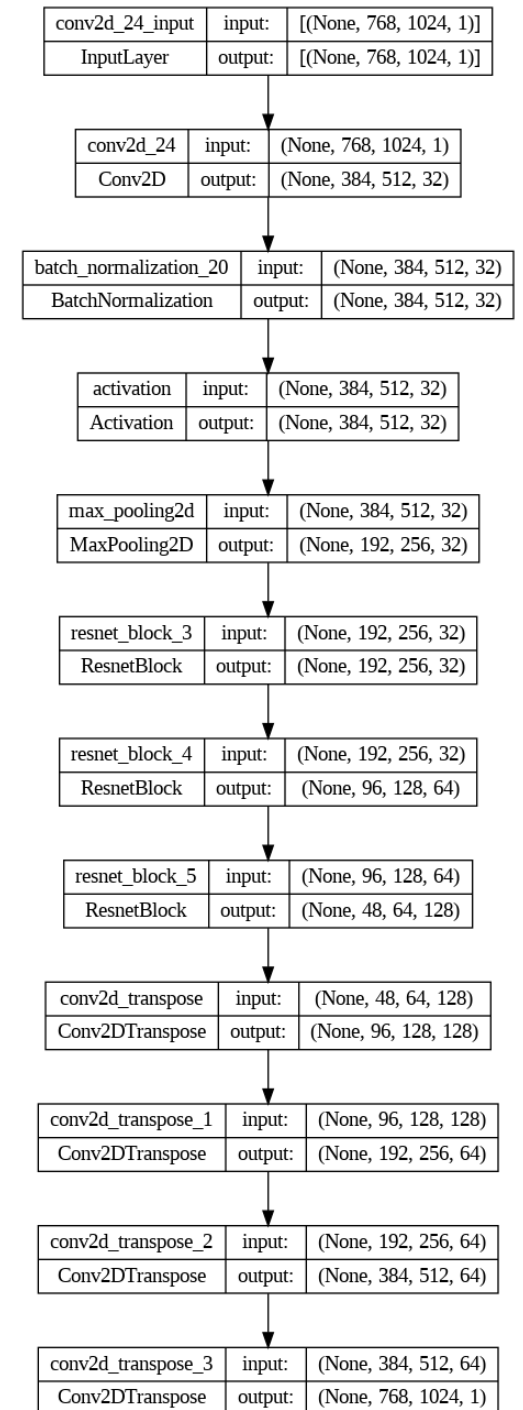 conv2d_24_input input: [(None, 768, 1024, 1)]
InputLayer output: [(None, 768, 1024, 1)]
conv2d_24 input: (None, 768, 1024, 1)
Conv2D output: (None, 384, 512, 32)
batch_normalization_20 input: (None, 384, 512, 32)
BatchNormalization output: (None, 384, 512, 32)
activation input: (None, 384, 512, 32)
Activation output: (None, 384, 512, 32)
max_pooling2d input: (None, 384, 512, 32)
MaxPooling2D output: (None, 192, 256, 32)
resnet_block_3 input: (None, 192, 256, 32)
ResnetBlock output: (None, 192, 256, 32)
resnet_block_4 input: (None, 192, 256, 32)
ResnetBlock output: (None, 96, 128, 64)
resnet_block_5 input: (None, 96, 128, 64)
ResnetBlock output: (None, 48, 64, 128)
conv2d_transpose input: (None, 48, 64, 128)
Conv2DTranspose output: (None, 96, 128, 128)
conv2d_transpose_1 input: (None, 96, 128, 128)
Conv2DTranspose output: (None, 192, 256, 64)
conv2d_transpose_2 input: (None, 192, 256, 64)
Conv2DTranspose output: (None, 384, 512, 64)
conv2d_transpose_3 input: (None, 384, 512, 64)
Conv2DTranspose output: (None, 768, 1024, 1)